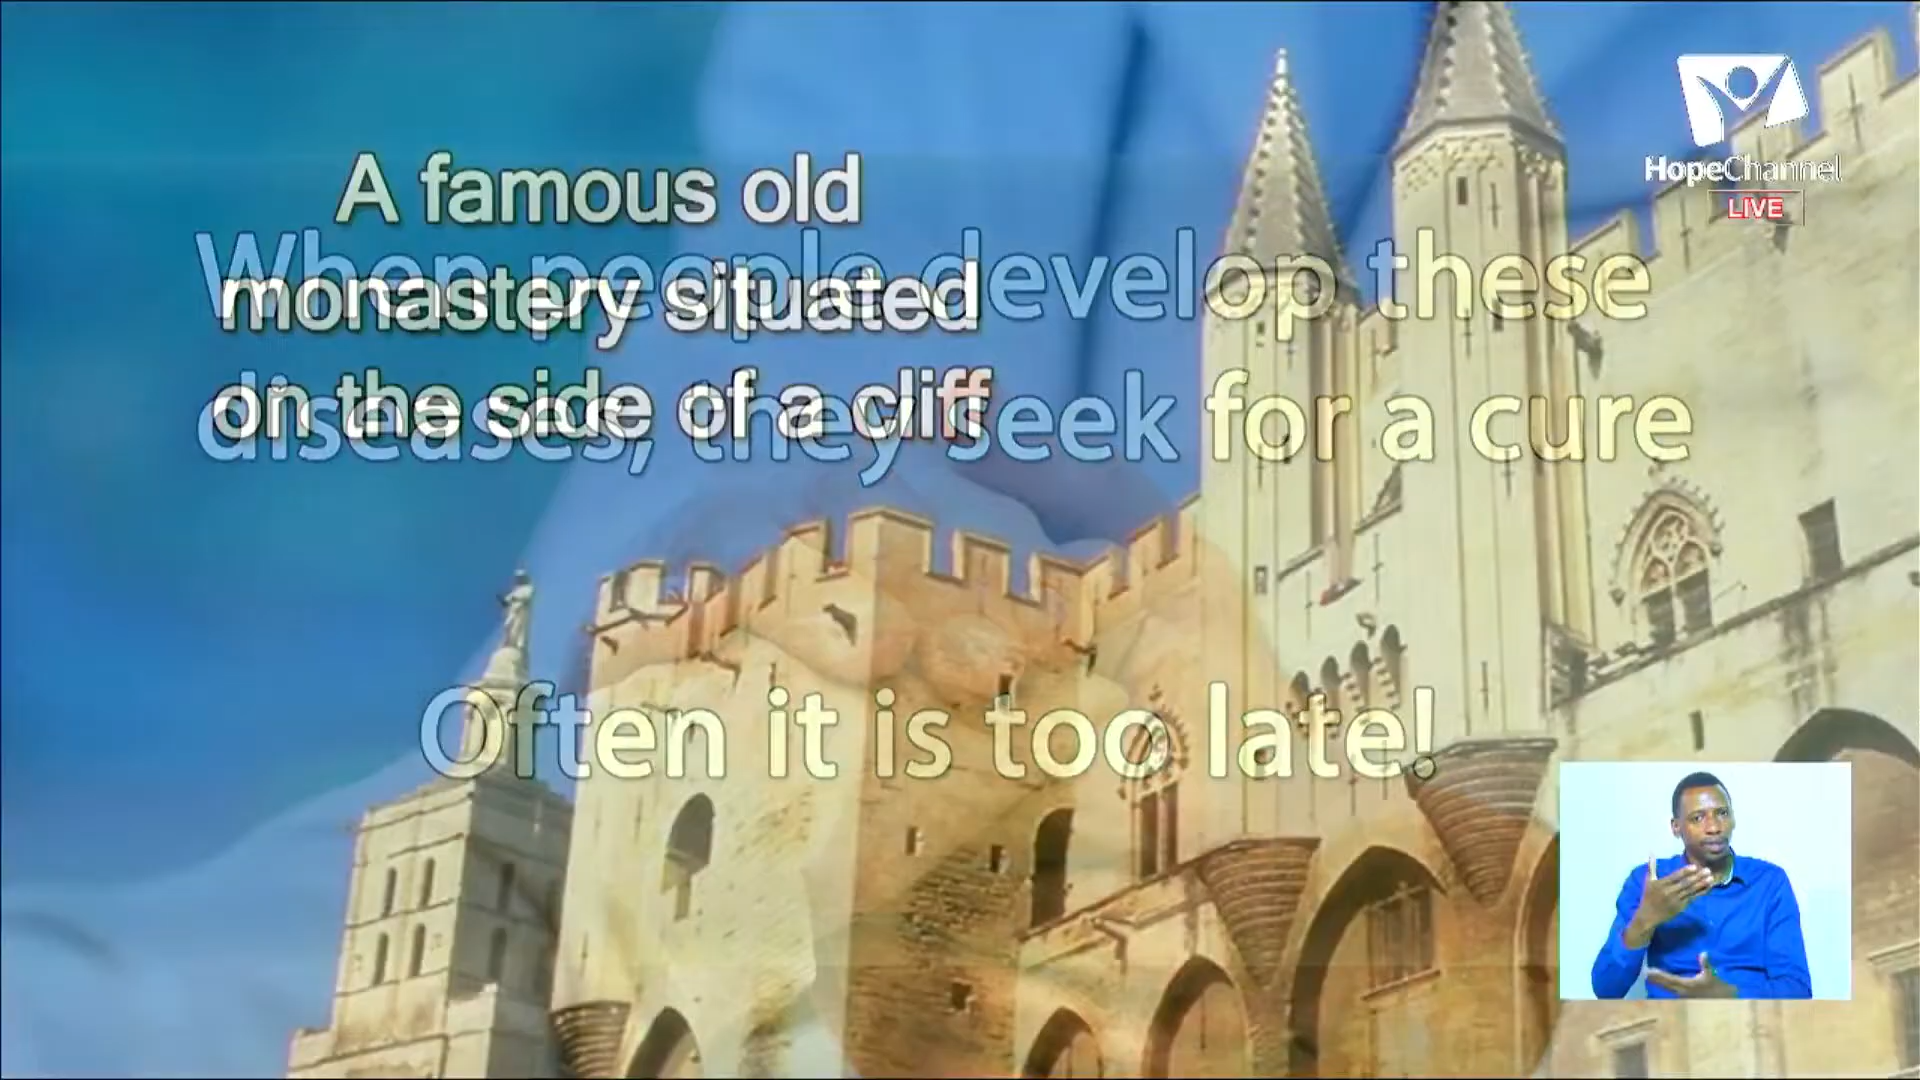 A famous old
monastery situated
on the side of a cliff
When people develop these
diseases, they seek for a cure
Often it is too late!
HopeChannel
LIVE